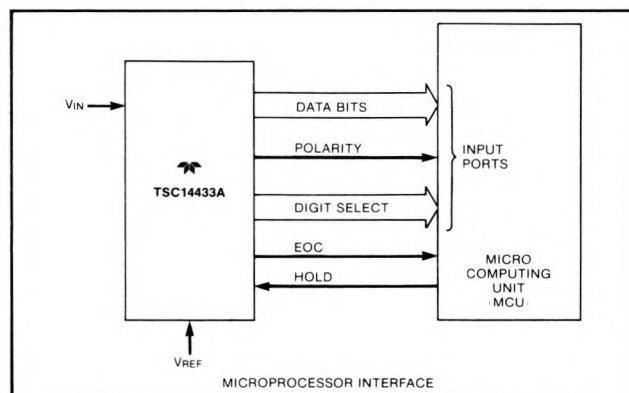 VIN
TSC14433A
VREF
DATA BITS
POLARITY
DIGIT SELECT
EOC
HOLD
INPUT
PORTS
MICRO
COMPUTING
UNIT
(MCU)
MICROPROCESSOR INTERFACE